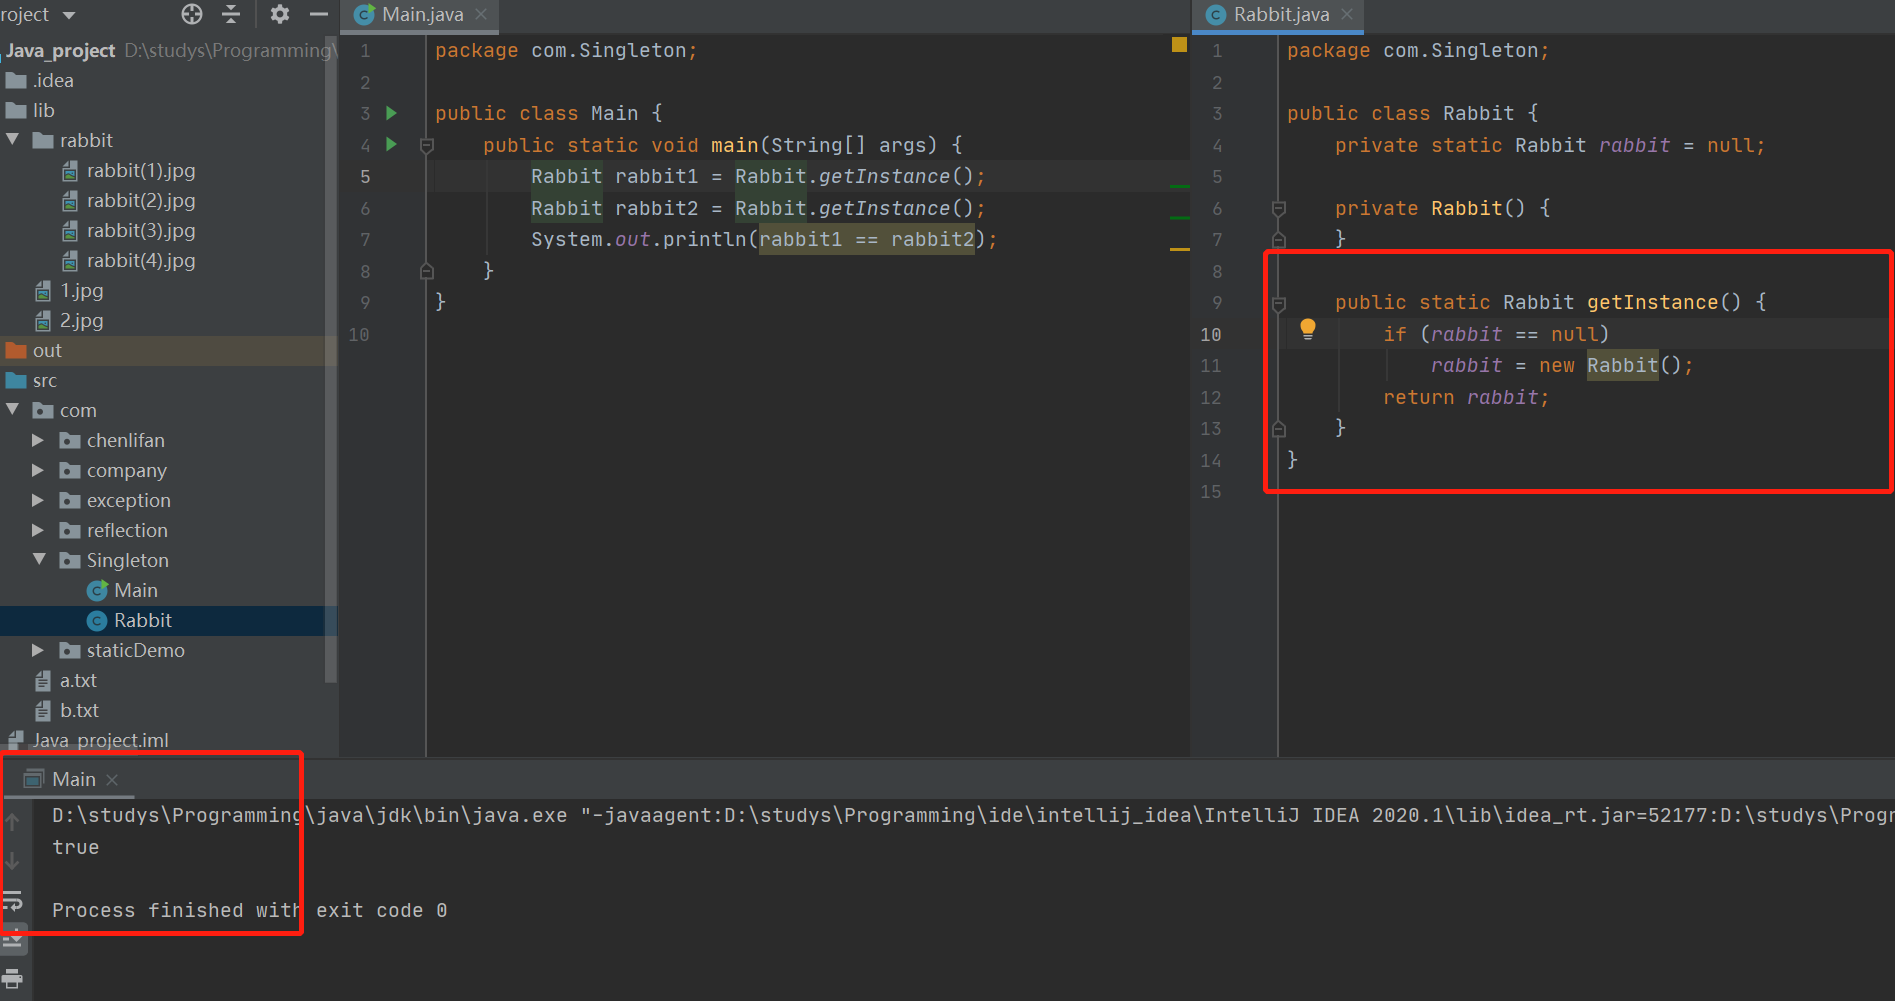 roject
Java_project D:\studys\Programming\
.idea
lib
rabbit
rabbit(1).jpg
rabbit(2).jpg
rabbit(3).jpg
rabbit(4).jpg
1.jpg
2.jpg
out
src
com
chenlifan
company
exception
reflection
Singleton
Main
Rabbit
staticDemo
a.txt
b.txt
Java_project.iml
Main.java
1 package com.Singleton;
2
3 public class Main {
4 public static void main(String[] args) {
5 Rabbit rabbit1 = Rabbit.getInstance();
6 Rabbit rabbit2 = Rabbit.getInstance();
7 System.out.println(rabbit1 == rabbit2);
8 }
9 }
10
Rabbit.java
1 package com.Singleton;
2
3 public class Rabbit {
4 private static Rabbit rabbit = null;
5
6 private Rabbit() {
7 }
8
9 public static Rabbit getInstance() {
10 if (rabbit == null)
11 rabbit = new Rabbit();
12 return rabbit;
13 }
14 }
15
Main
D:\studys\Programming\java\jdk\bin\java.exe "-javaagent:D:\studys\Programming\ide\intellij_idea\IntelliJ IDEA 2020.1\lib\idea_rt.jar=52177:D:\studys\Progr
true
Process finished with exit code 0